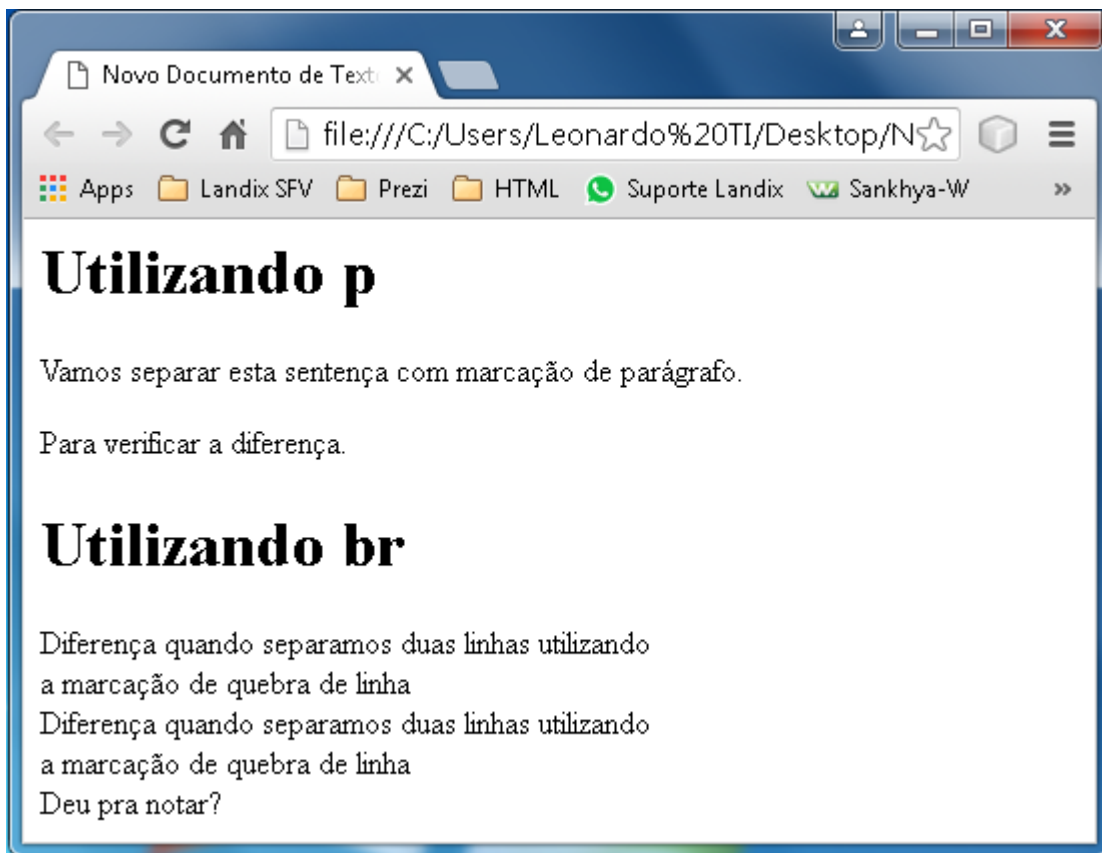 Novo Documento de Text
file:///C:/Users/Leonardo%20TI/Desktop/N
Apps Landix SFV Prezi HTML Suporte Landix Sankhya-W »
Utilizando p
Vamos separar esta sentença com marcação de parágrafo.
Para verificar a diferença.
Utilizando br
Diferença quando separamos duas linhas utilizando
a marcação de quebra de linha
Diferença quando separamos duas linhas utilizando
a marcação de quebra de linha
Deu pra notar?